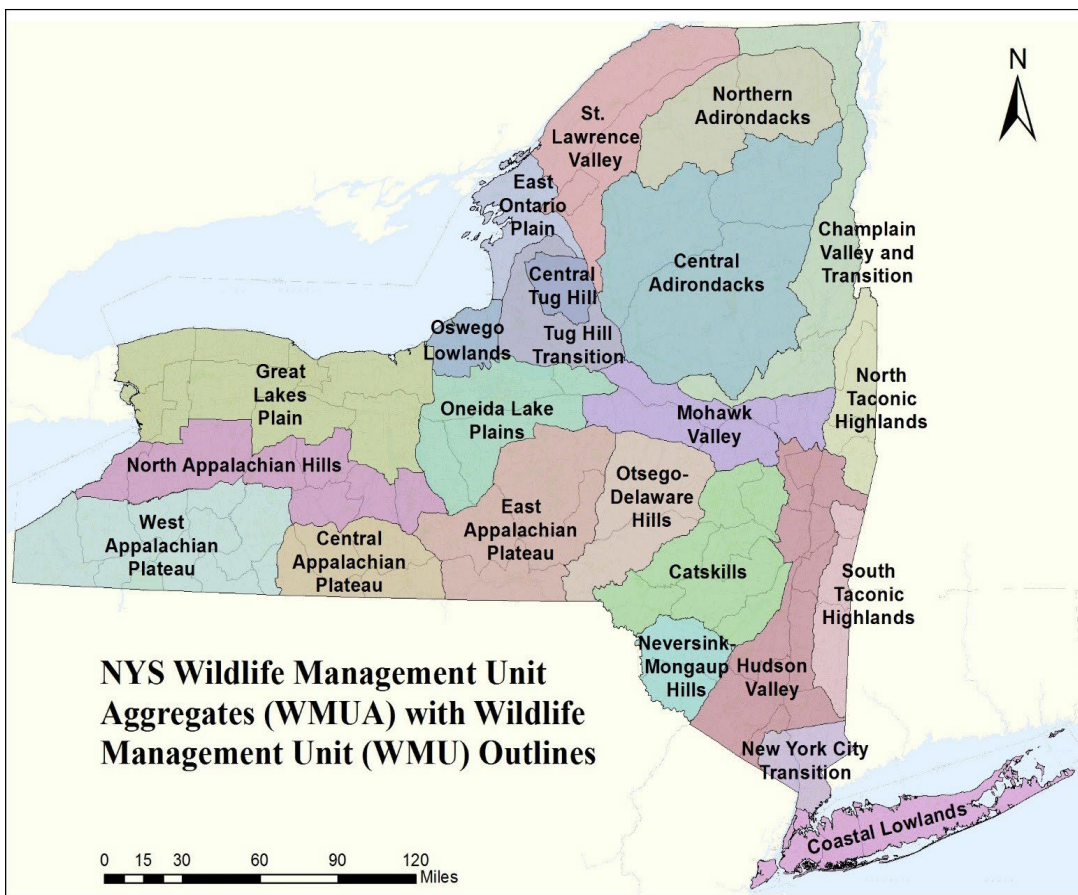 N
Northern
Adirondacks
St.
Lawrence
Valley
East
Ontario
Plain
Champlain
Valley and
Transition
Central
Adirondacks
Central
Tug Hill
Oswego
Lowlands
Tug Hill
Transition
Great
Lakes
Plain
North
Taconic
Highlands
Oneida Lake
Plains
Mohawk
Valley
North Appalachian Hills
Otsego-
Delaware
Hills
West
Appalachian
Plateau
East
Appalachian
Plateau
Central
Appalachian
Plateau
Catskills
South
Taconic
Highlands
Neversink-
Mongaup
Hills
Hudson
Valley
NYS Wildlife Management Unit
Aggregates (WMUA) with Wildlife
Management Unit (WMU) Outlines
New York City
Transition
Coastal Lowlands
0 15 30 60 90 120
Miles